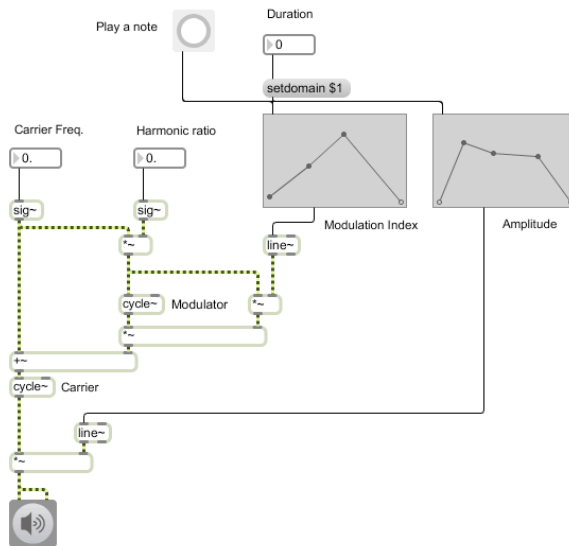 Duration
Play a note
0
setdomain $1
Carrier Freq.
Harmonic ratio
0.
0.
sig~
sig~
Modulation Index
Amplitude
*~
line~
cycle~
Modulator
*~
*~
+~
cycle~
Carrier
line~
*~